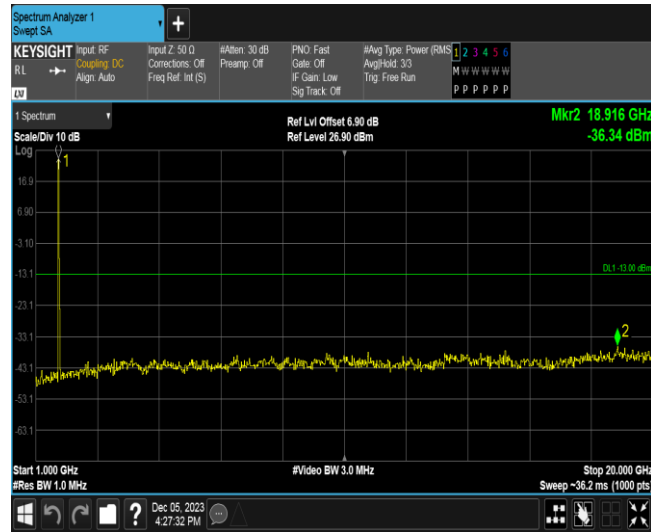 Spectrum Analyzer 1
Swept SA
+
KEYSIGHT
RL
LXI
Input: RF
Coupling: DC
Align: Auto
Input Z: 50 Ω
Corrections: Off
Freq Ref: Int (S)
#Atten: 30 dB
Preamp: Off
PNO: Fast
Gate: Off
IF Gain: Low
Sig Track: Off
#Avg Type: Power (RMS
Avg|Hold: 3/3
Trig: Free Run
1 2 3 4 5 6
M W W W W W
P P P P P P
1 Spectrum
Scale/Div 10 dB
Log
Ref Lvl Offset 6.90 dB
Ref Level 26.90 dBm
Mkr2 18.916 GHz
-36.34 dBm
1
16.9
6.90
-3.10
-13.1
DL1 -13.00 dBm
-23.1
-33.1
2
-43.1
-53.1
-63.1
Start 1.000 GHz
#Res BW 1.0 MHz
#Video BW 3.0 MHz
Stop 20.000 GHz
Sweep ~36.2 ms (1000 pts)
?
Dec 05, 2023
4:27:32 PM